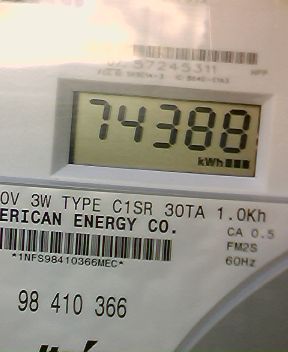 57245311
74388
kWh
0V 3W TYPE C1SR 30TA 1.0Kh
ERICAN ENERGY CO.
CA 0.5
FM2S
60Hz
*1NFS98410366MEC*
98 410 366